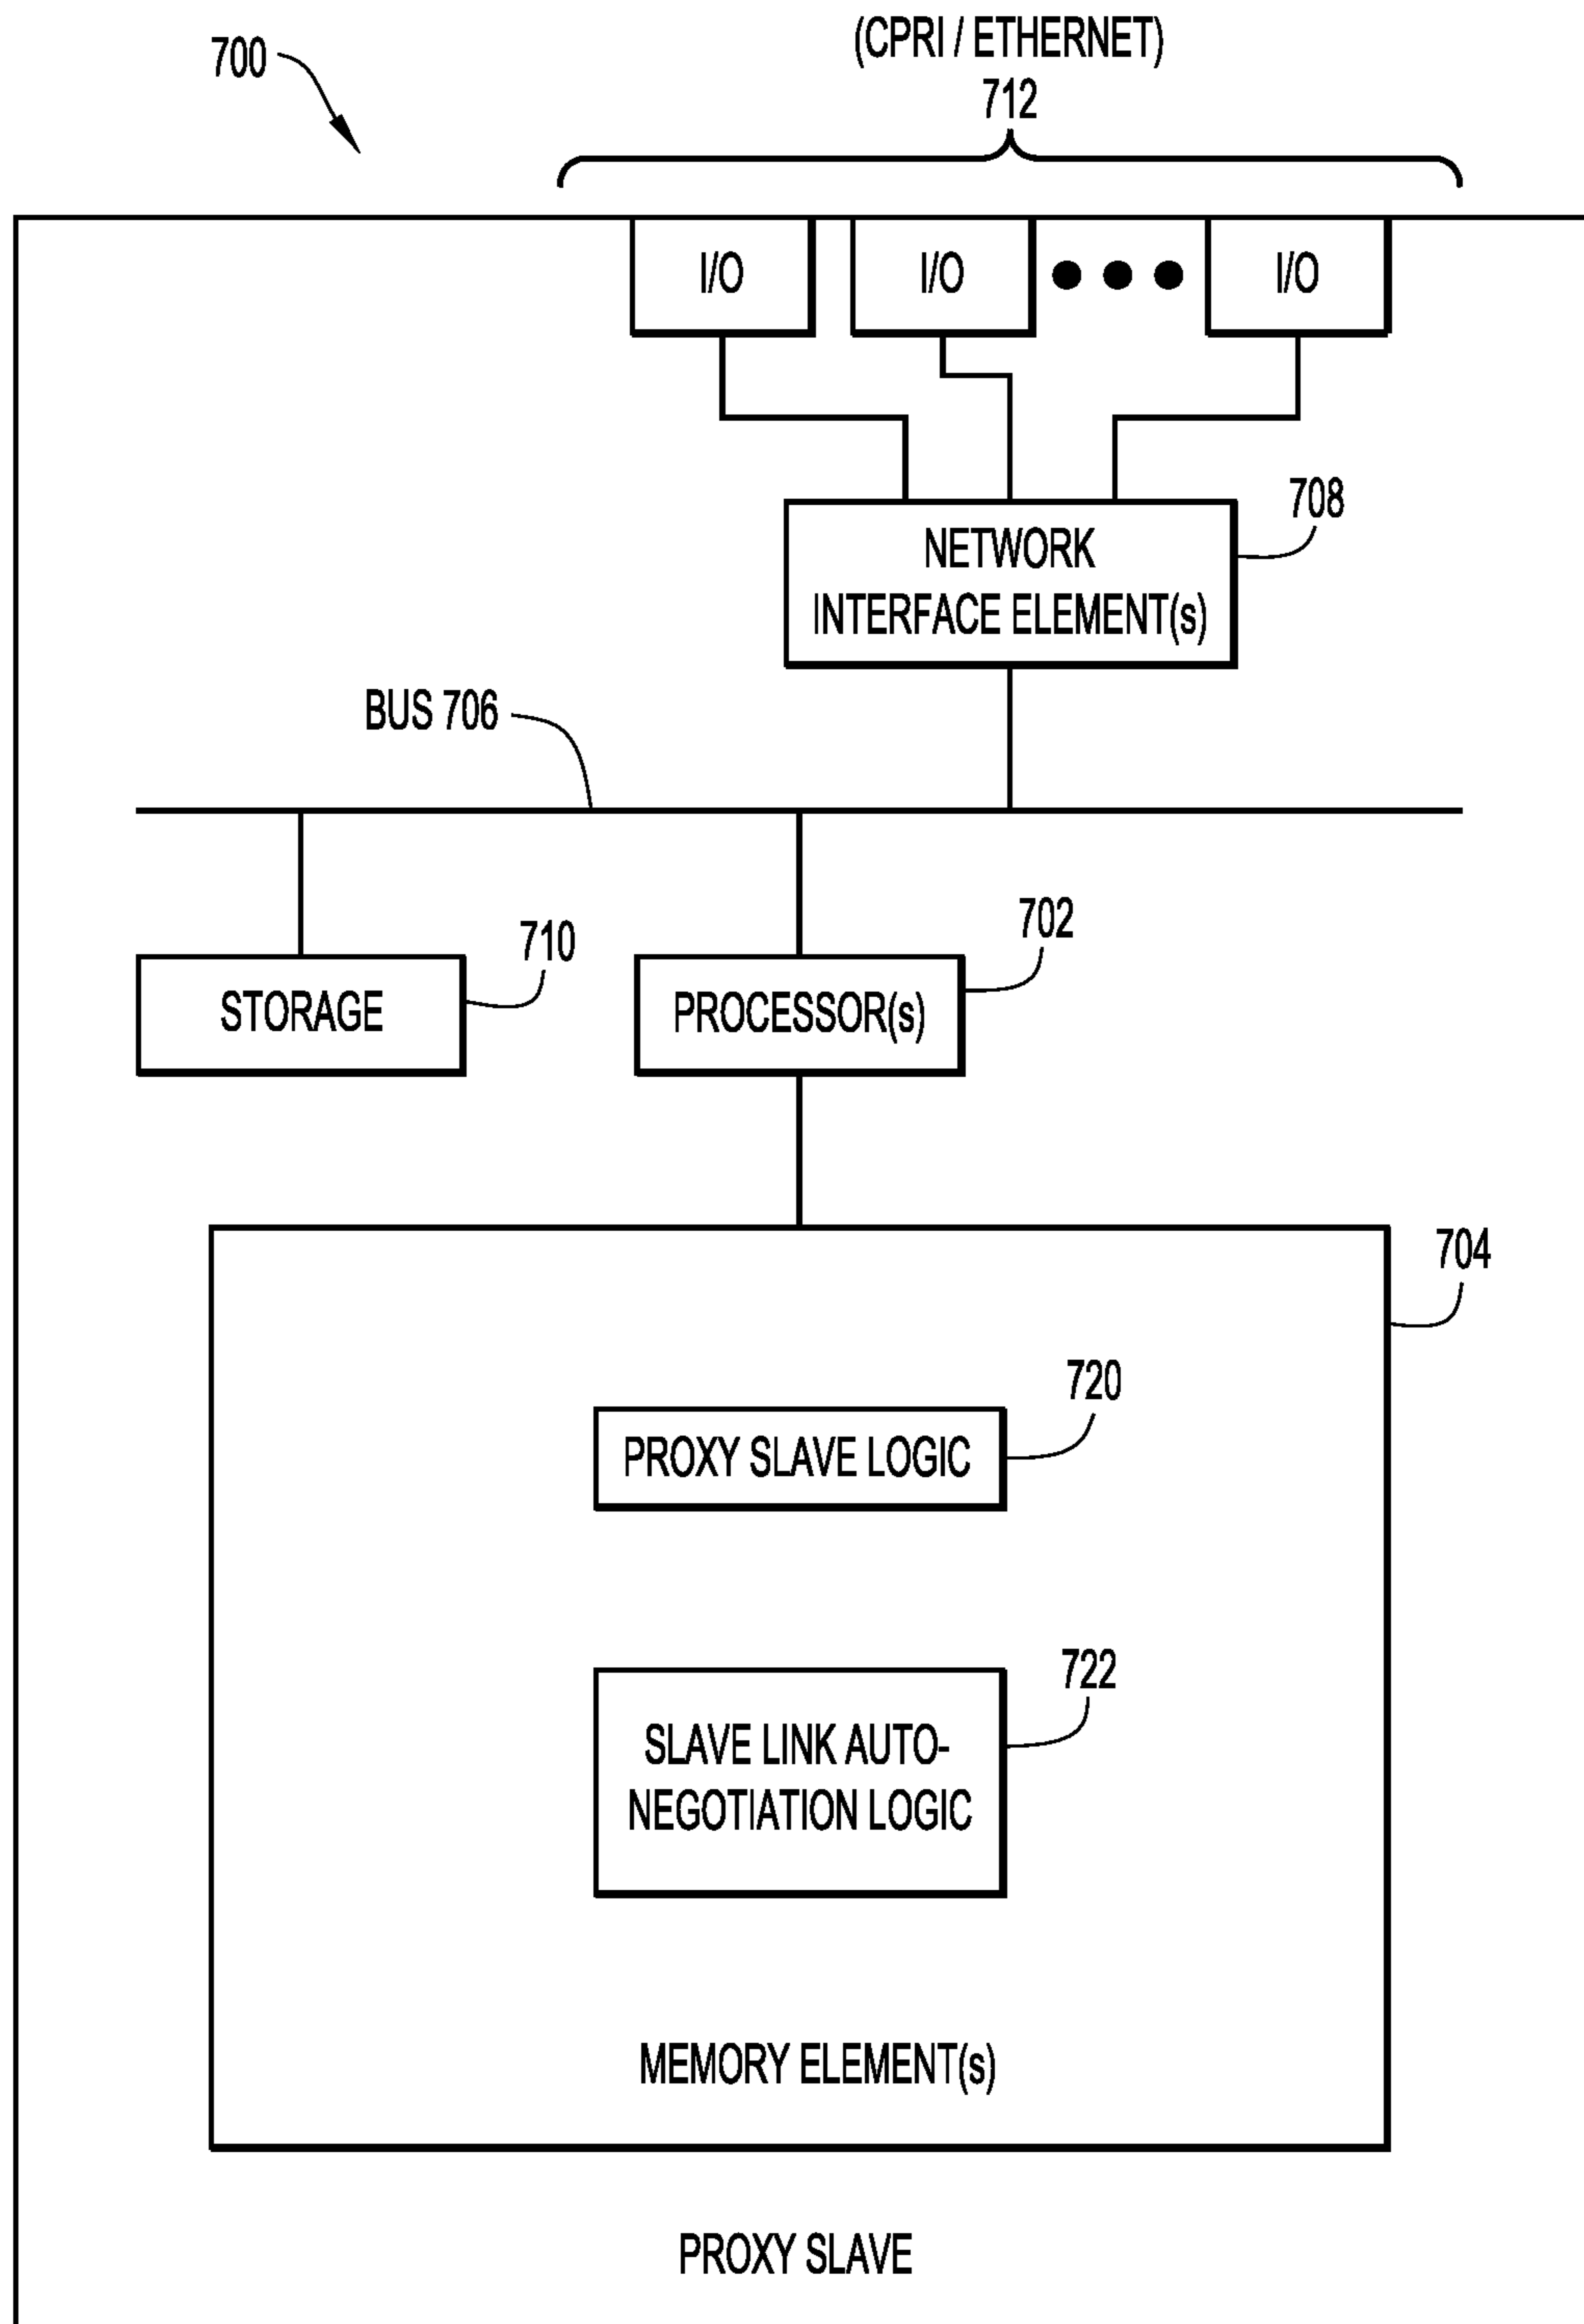 700
(CPRI / ETHERNET)
712
I/O
I/O
I/O
708
NETWORK
INTERFACE ELEMENT(s)
BUS 706
710
702
STORAGE
PROCESSOR(s)
704
720
PROXY SLAVE LOGIC
722
SLAVE LINK AUTO-
NEGOTIATION LOGIC
MEMORY ELEMENT(s)
PROXY SLAVE